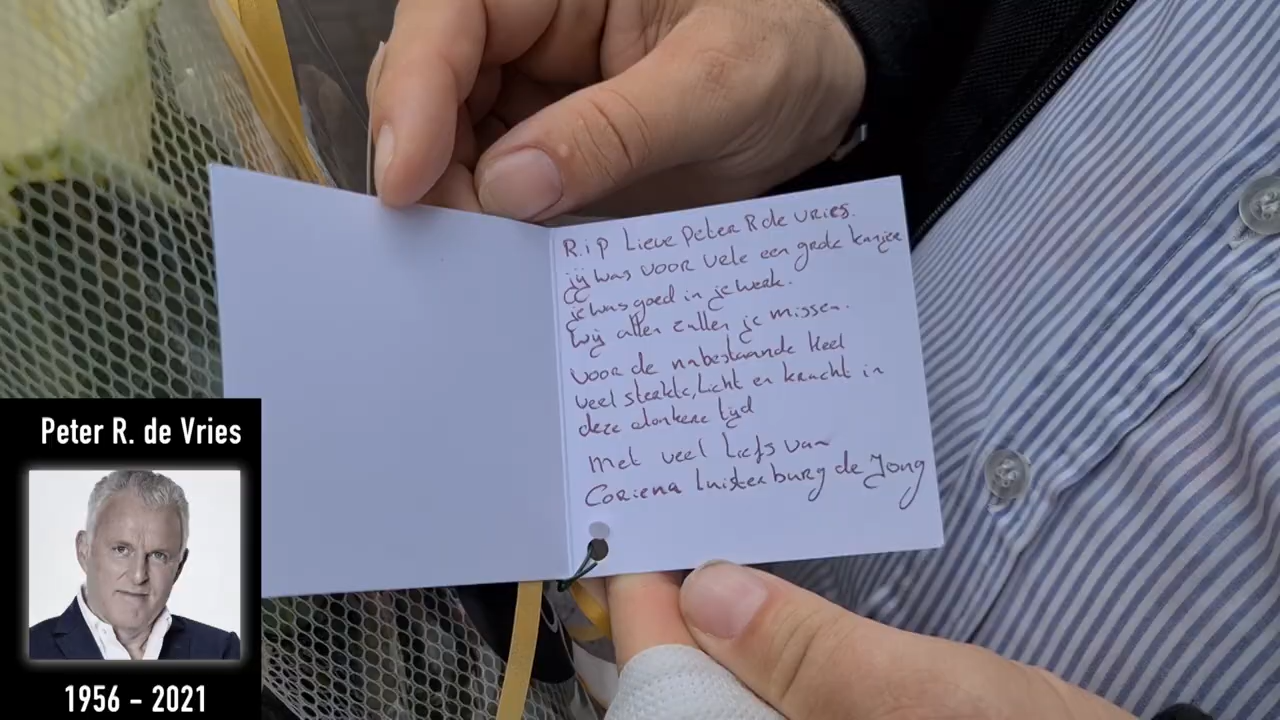 R.i.P Lieve Peter R de vries.
jij was voor vele een grote kanjer
je was goed in je werk.
Wij allen zullen je missen.
voor de nabestaande Heel
veel sterkte, Licht en kracht in
deze donkere tijd
Met veel Liefs van
Coriena Luisterburg de Jong
Peter R. de Vries
1956 - 2021